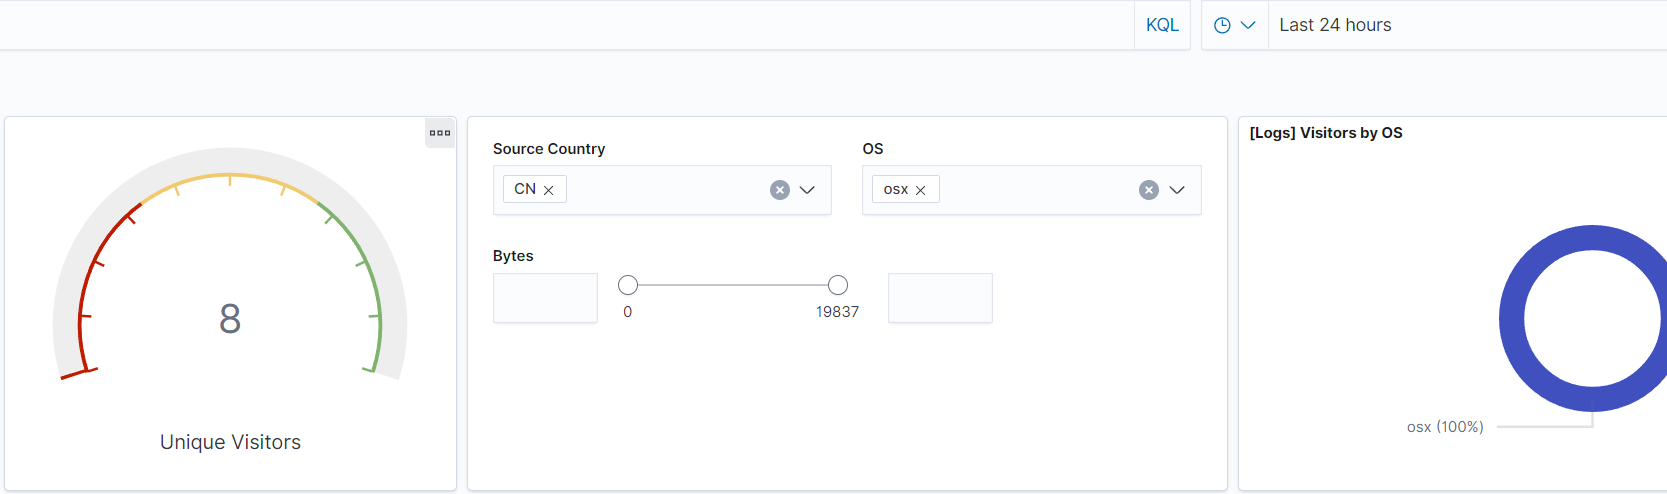 KQL
Last 24 hours
8
Unique Visitors
Source Country
OS
CN
osx
Bytes
0
19837
[Logs] Visitors by OS
osx (100%)